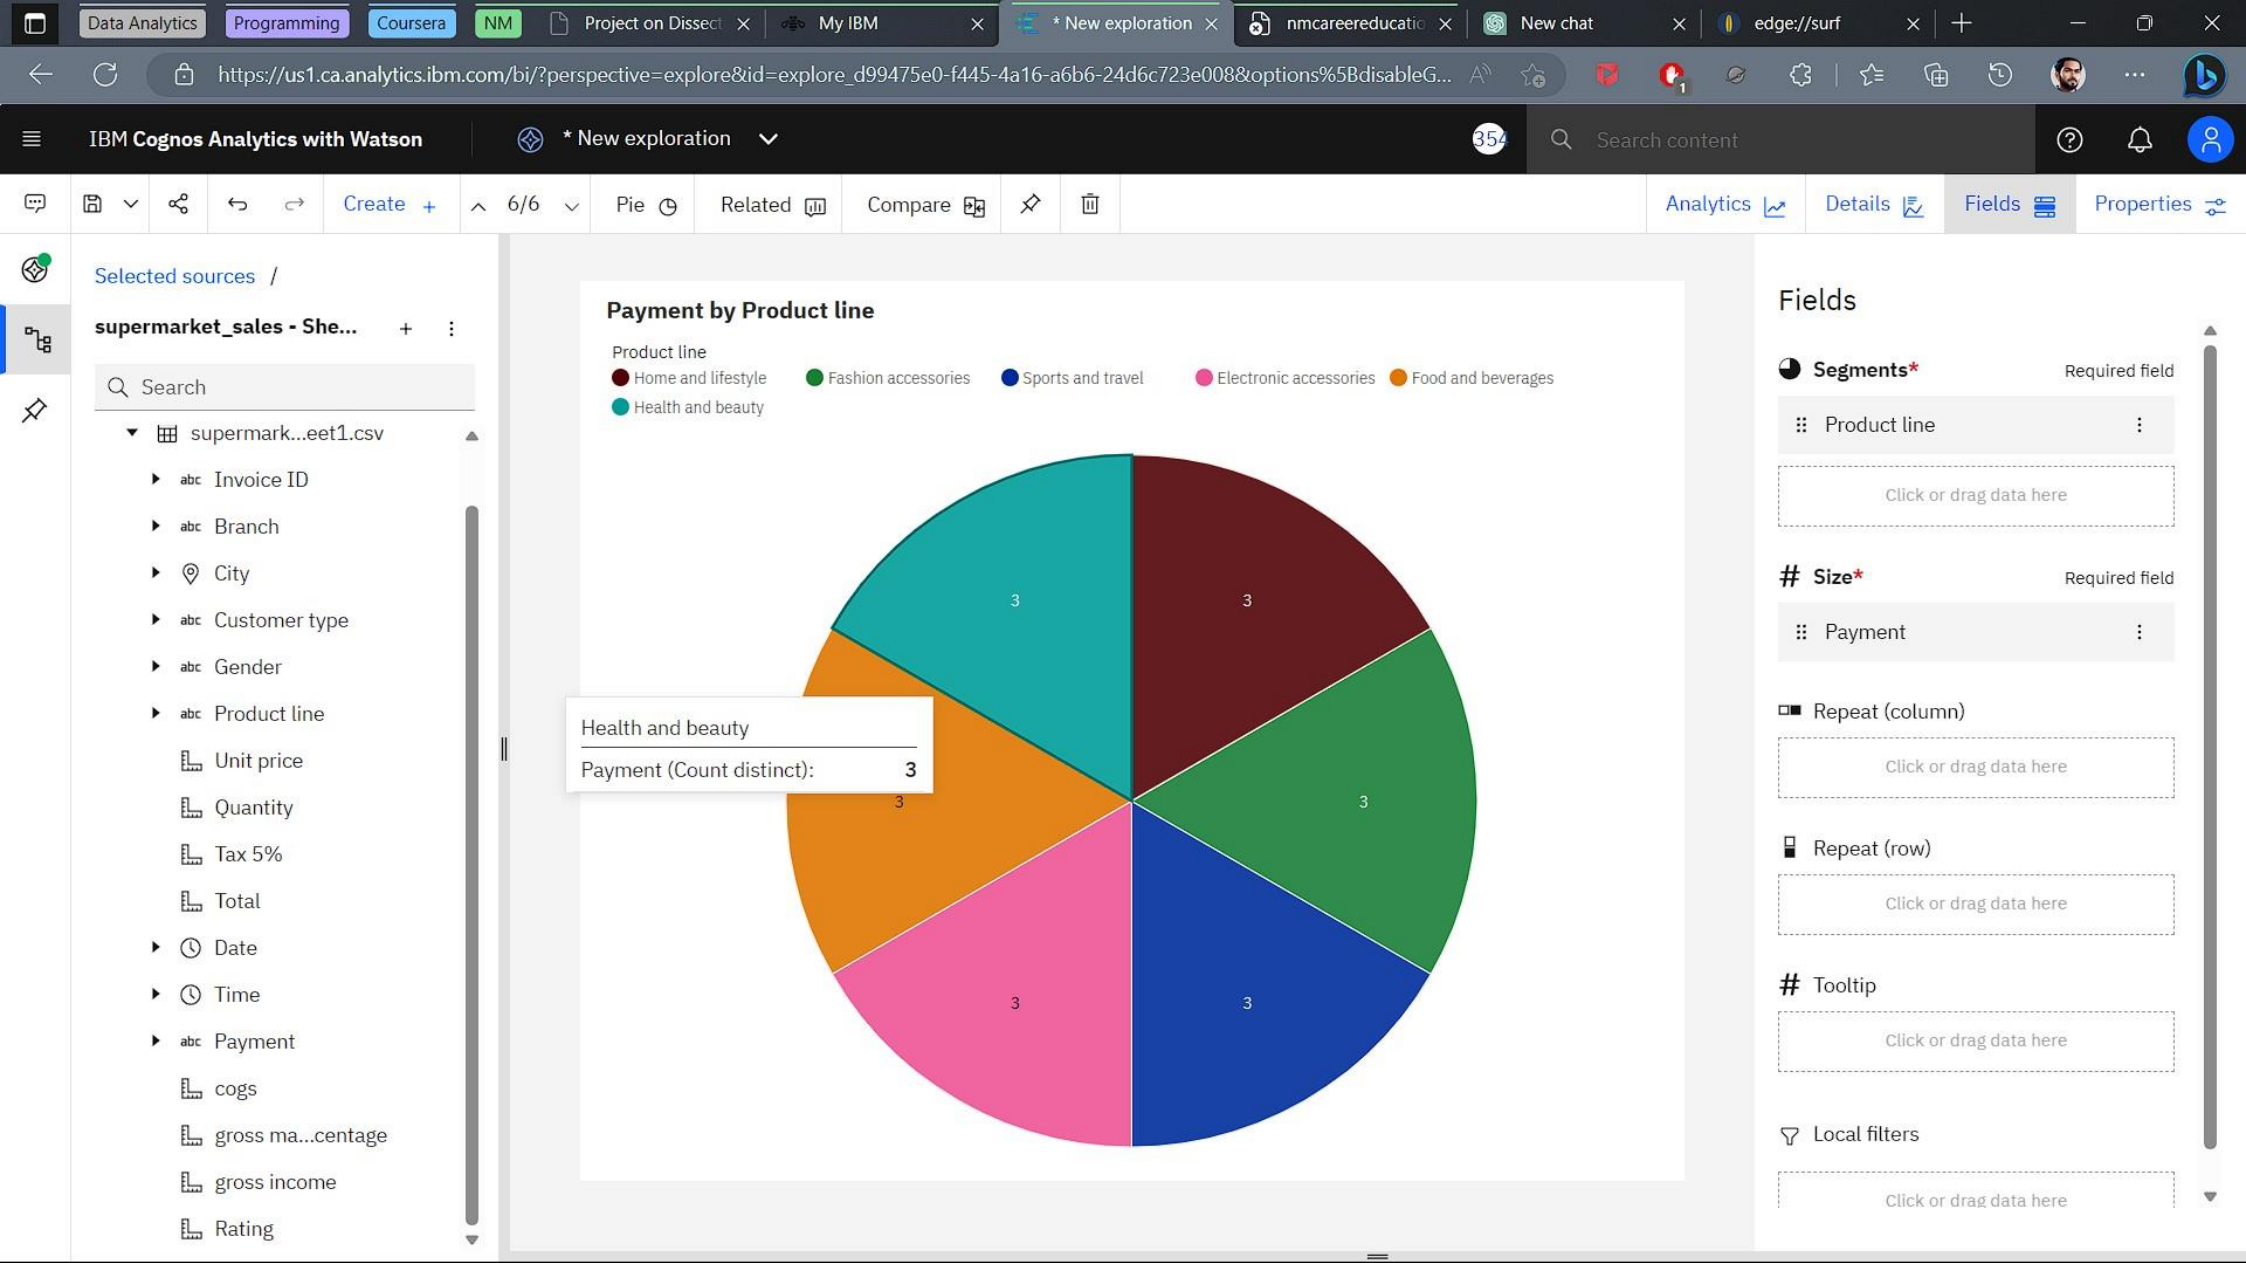 Data Analytics Programming Coursera NM Project on Dissect My IBM * New exploration nmcareereducatio New chat edge://surf
https://us1.ca.analytics.ibm.com/bi/?perspective=explore&id=explore_d99475e0-f445-4a16-a6b6-24d6c723e008&options%5BdisableG... 1
IBM Cognos Analytics with Watson * New exploration 354 Search content
Create + 6/6 Pie Related Compare Analytics Details Fields Properties
Selected sources /
supermarket_sales - She...
Search
supermark...eet1.csv
abc Invoice ID
abc Branch
City
abc Customer type
abc Gender
abc Product line
Unit price
Quantity
Tax 5%
Total
Date
Time
abc Payment
cogs
gross ma...centage
gross income
Rating
Payment by Product line
Product line
Home and lifestyle Fashion accessories Sports and travel Electronic accessories Food and beverages
Health and beauty
3 3
Health and beauty
Payment (Count distinct): 3
3 3
3 3
Fields
Segments* Required field
Product line
Click or drag data here
# Size* Required field
Payment
Repeat (column)
Click or drag data here
Repeat (row)
Click or drag data here
# Tooltip
Click or drag data here
Local filters
Click or drag data here